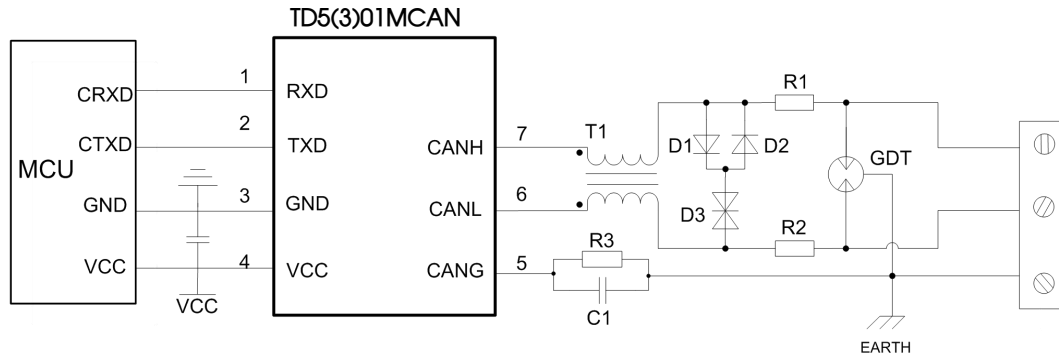 TD5(3)01MCAN
MCU
CRXD
CTXD
GND
VCC
1
2
3
4
VCC
RXD
TXD
GND
VCC
CANH
CANL
CANG
7
6
5
T1
D1
D2
D3
R1
R2
GDT
R3
C1
EARTH